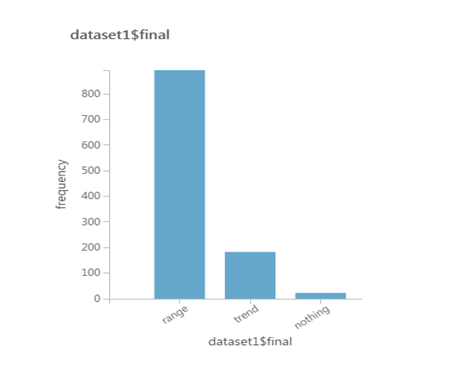 dataset1$final
800
700
600
500
400
300
200
100
0
frequency
range
trend
nothing
dataset1$final